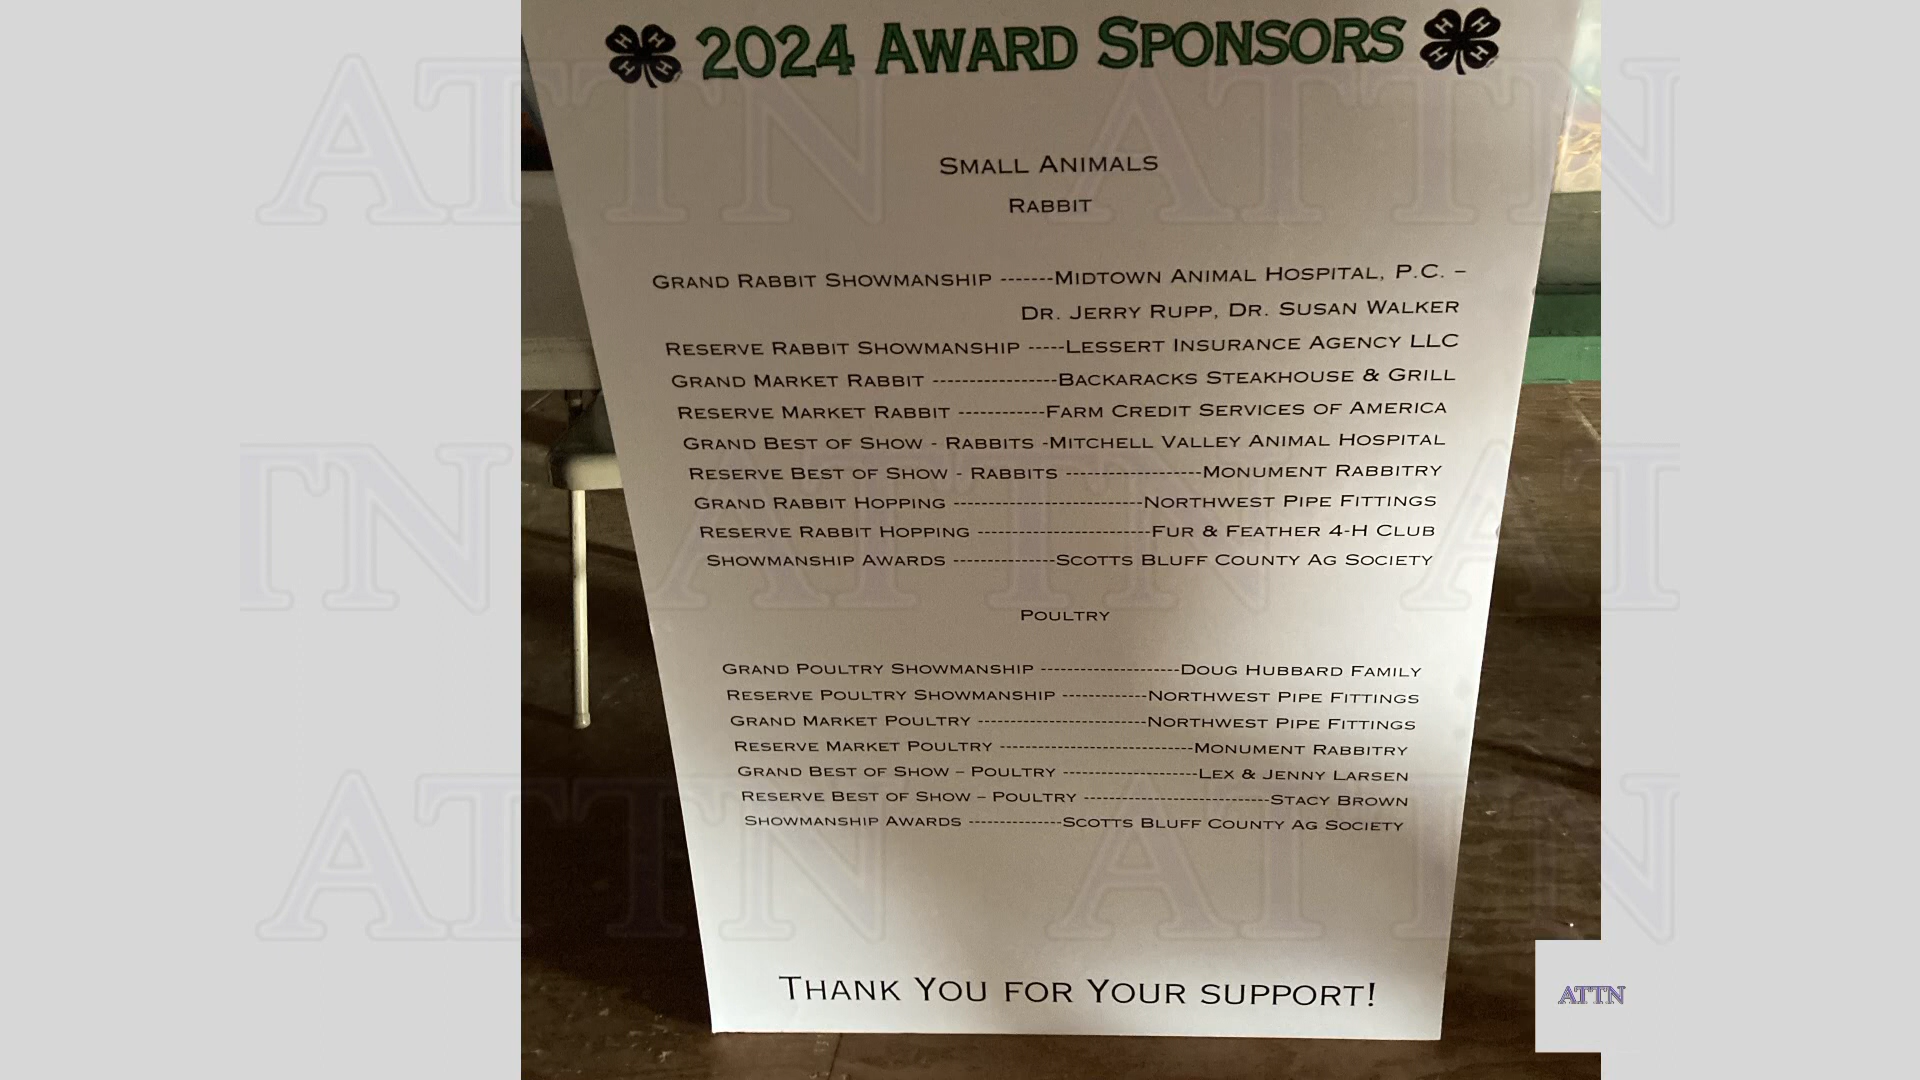 2024 Award Sponsors
Small Animals
Rabbit
Grand Rabbit Showmanship -------Midtown Animal Hospital, P.C. –
Dr. Jerry Rupp, Dr. Susan Walker
Reserve Rabbit Showmanship -----Lessert Insurance Agency LLC
Grand Market Rabbit -----------------Backaracks Steakhouse & Grill
Reserve Market Rabbit ------------Farm Credit Services of America
Grand Best of Show - Rabbits -Mitchell Valley Animal Hospital
Reserve Best of Show - Rabbits -------------------Monument Rabbitry
Grand Rabbit Hopping ---------------------------Northwest Pipe Fittings
Reserve Rabbit Hopping -------------------------Fur & Feather 4-H Club
Showmanship Awards ---------------Scotts Bluff County Ag Society
Poultry
Grand Poultry Showmanship ---------------------Doug Hubbard Family
Reserve Poultry Showmanship -------------Northwest Pipe Fittings
Grand Market Poultry --------------------------Northwest Pipe Fittings
Reserve Market Poultry ------------------------------Monument Rabbitry
Grand Best of Show – Poultry ---------------------Lex & Jenny Larsen
Reserve Best of Show – Poultry -----------------------------Stacy Brown
Showmanship Awards ---------------Scotts Bluff County Ag Society
Thank You for Your support!
ATTN